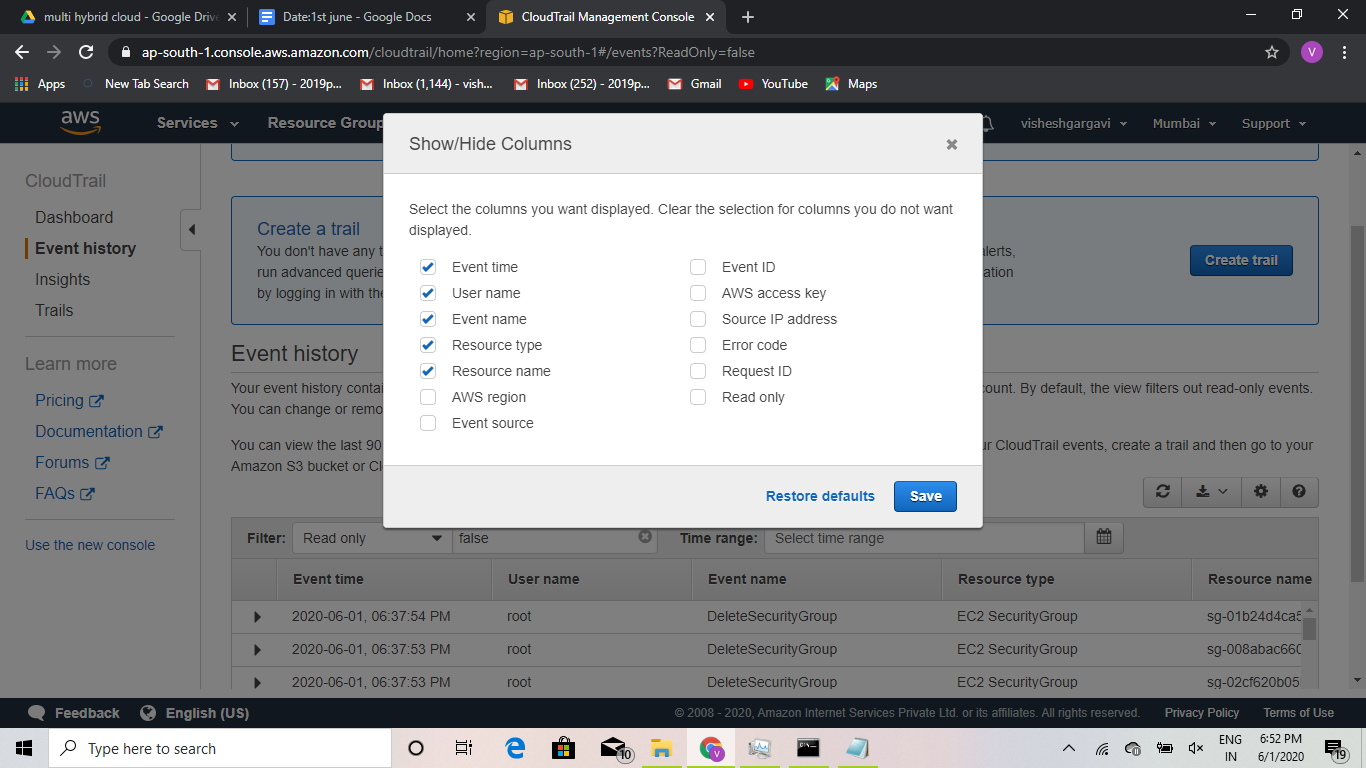 multi hybrid cloud - Google Drive
Date:1st june - Google Docs
CloudTrail Management Console
ap-south-1.console.aws.amazon.com/cloudtrail/home?region=ap-south-1#/events?ReadOnly=false
V
Apps
New Tab Search
Inbox (157) - 2019p...
Inbox (1,144) - vish...
Inbox (252) - 2019p...
Gmail
YouTube
Maps
aws
Services
Resource Group
visheshgargavi
Mumbai
Support
Show/Hide Columns
Select the columns you want displayed. Clear the selection for columns you do not want
displayed.
Event time
User name
Event name
Resource type
Resource name
AWS region
Event source
Event ID
AWS access key
Source IP address
Error code
Request ID
Read only
Restore defaults
Save
CloudTrail
Dashboard
Event history
Insights
Trails
Learn more
Pricing
Documentation
Forums
FAQs
Use the new console
Create a trail
You don't have any t
lerts,
run advanced querie
ation
by logging in with the
Create trail
Event history
Your event history contai
ount. By default, the view filters out read-only events.
You can change or remo
You can view the last 90
ur CloudTrail events, create a trail and then go to your
Amazon S3 bucket or Cl
Filter:
Read only
false
Time range:
Select time range
Event time User name Event name Resource type Resource name
2020-06-01, 06:37:54 PM root DeleteSecurityGroup EC2 SecurityGroup sg-01b24d4ca5
2020-06-01, 06:37:53 PM root DeleteSecurityGroup EC2 SecurityGroup sg-008abac660
2020-06-01, 06:37:53 PM root DeleteSecurityGroup EC2 SecurityGroup sg-02cf620b05
Feedback
English (US)
© 2008 - 2020, Amazon Internet Services Private Ltd. or its affiliates. All rights reserved.
Privacy Policy
Terms of Use
Type here to search
10
V
ENG
IN
6:52 PM
6/1/2020
19